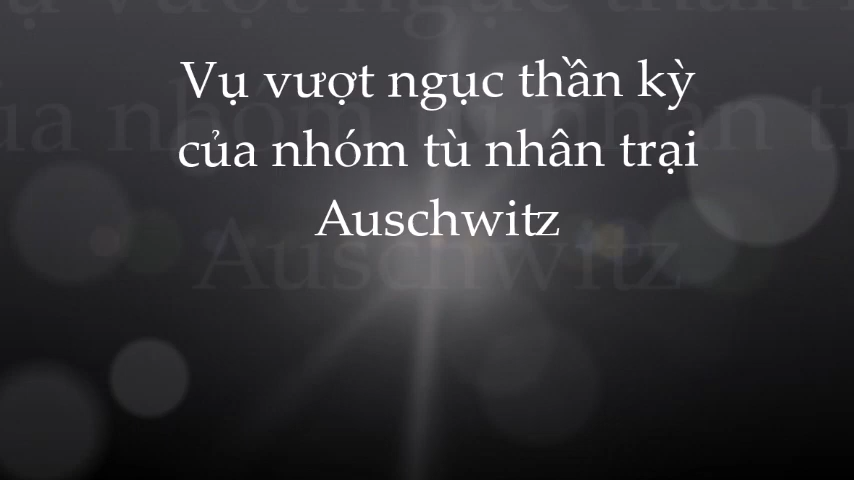 Vụ vượt ngục thần kỳ
của nhóm tù nhân trại
Auschwitz